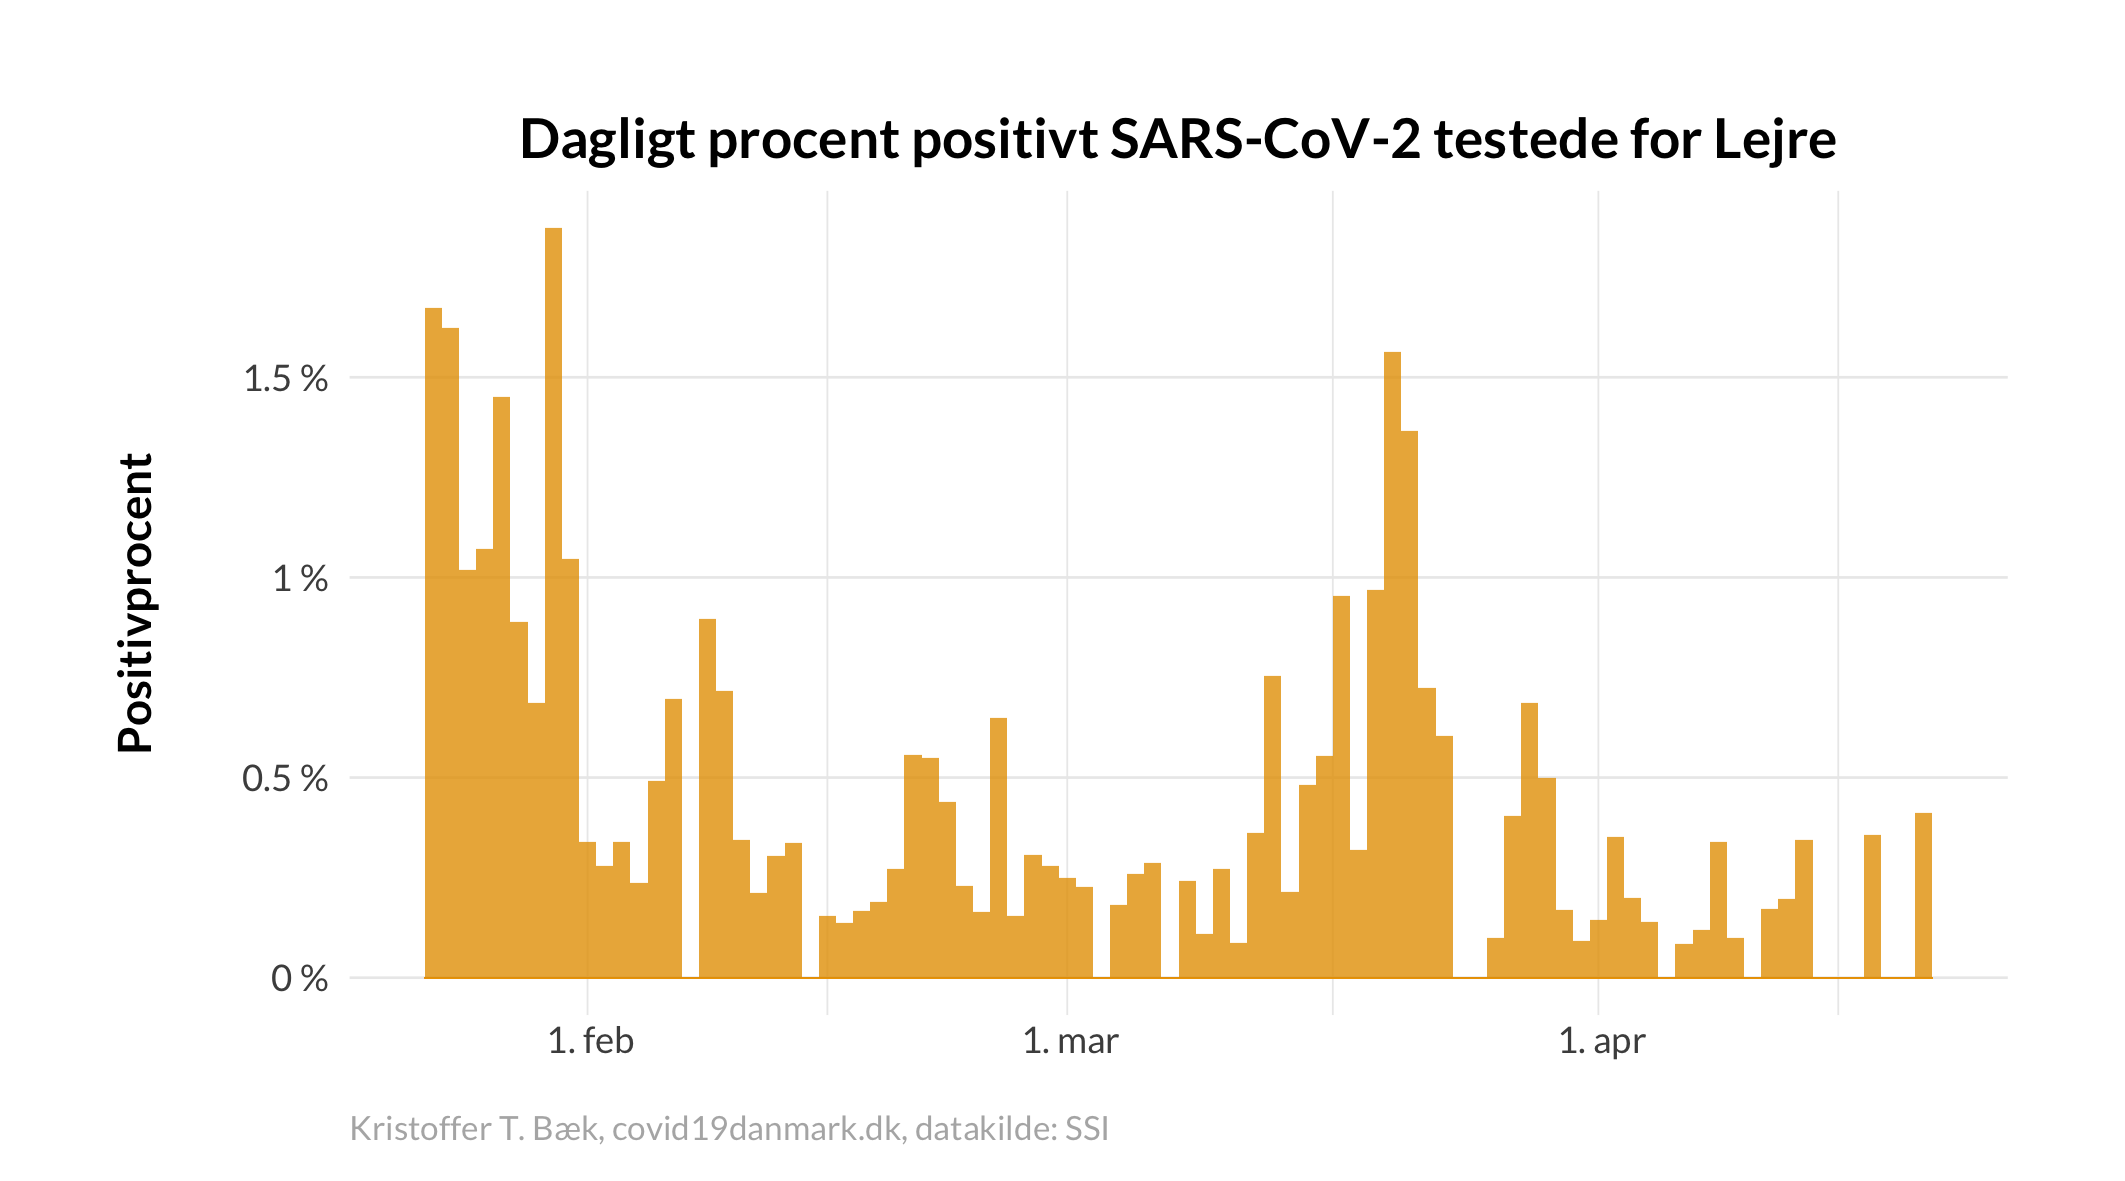 Dagligt procent positivt SARS-CoV-2 testede for Lejre
Positivprocent
1.5 %
1 %
0.5 %
0 %
1. feb
1. mar
1. apr
Kristoffer T. Bæk, covid19danmark.dk, datakilde: SSI